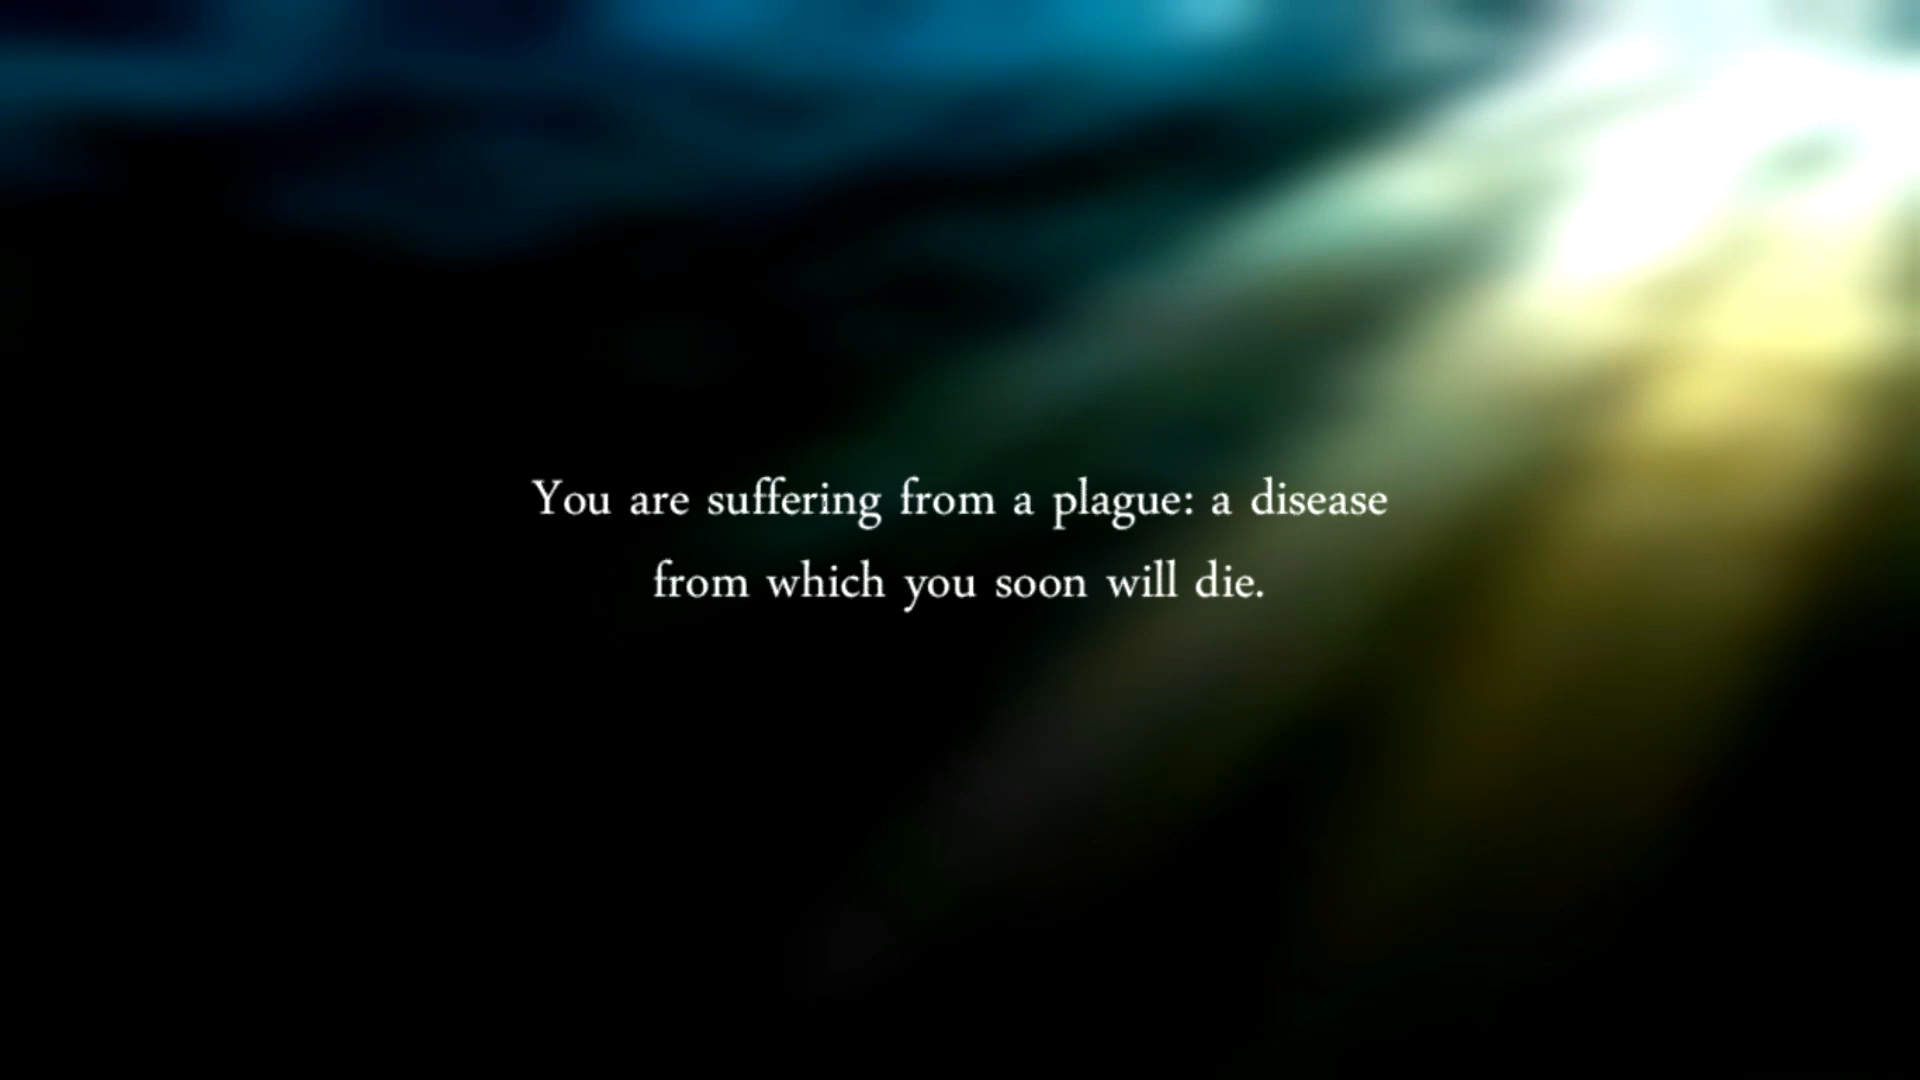 You are suffering from a plague: a disease
from which you soon will die.